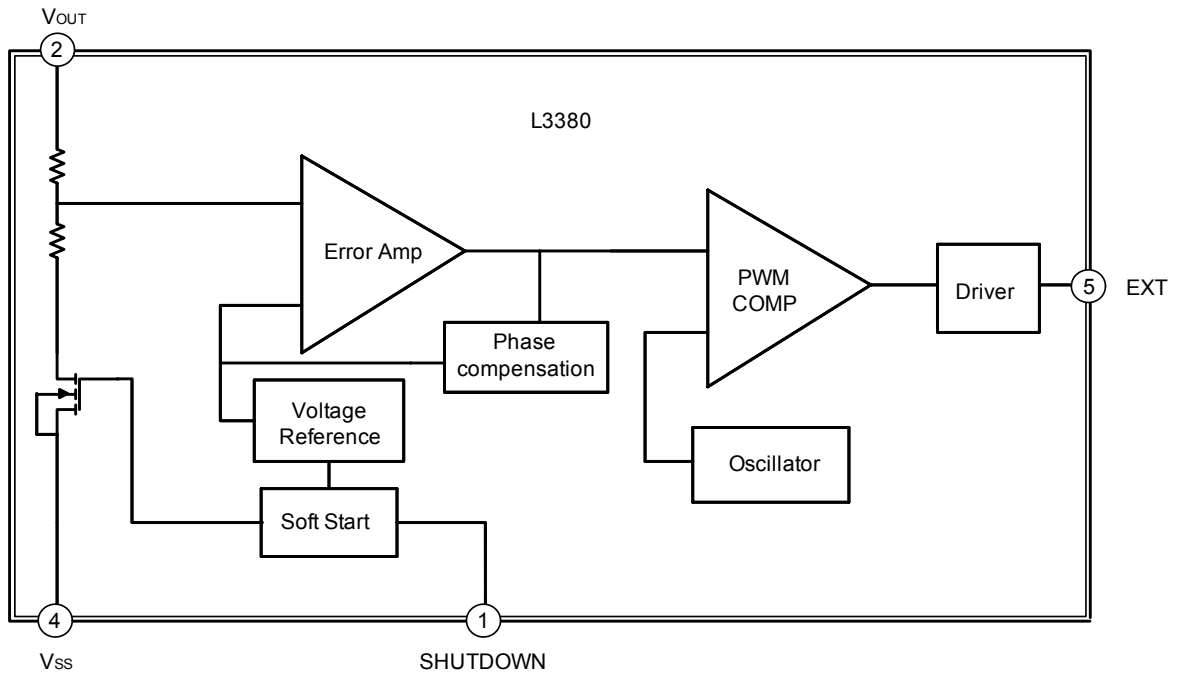 VOUT
2
L3380
Error Amp
PWM
COMP
Driver
5
EXT
Phase
compensation
Voltage
Reference
Oscillator
Soft Start
4
1
VSS
SHUTDOWN